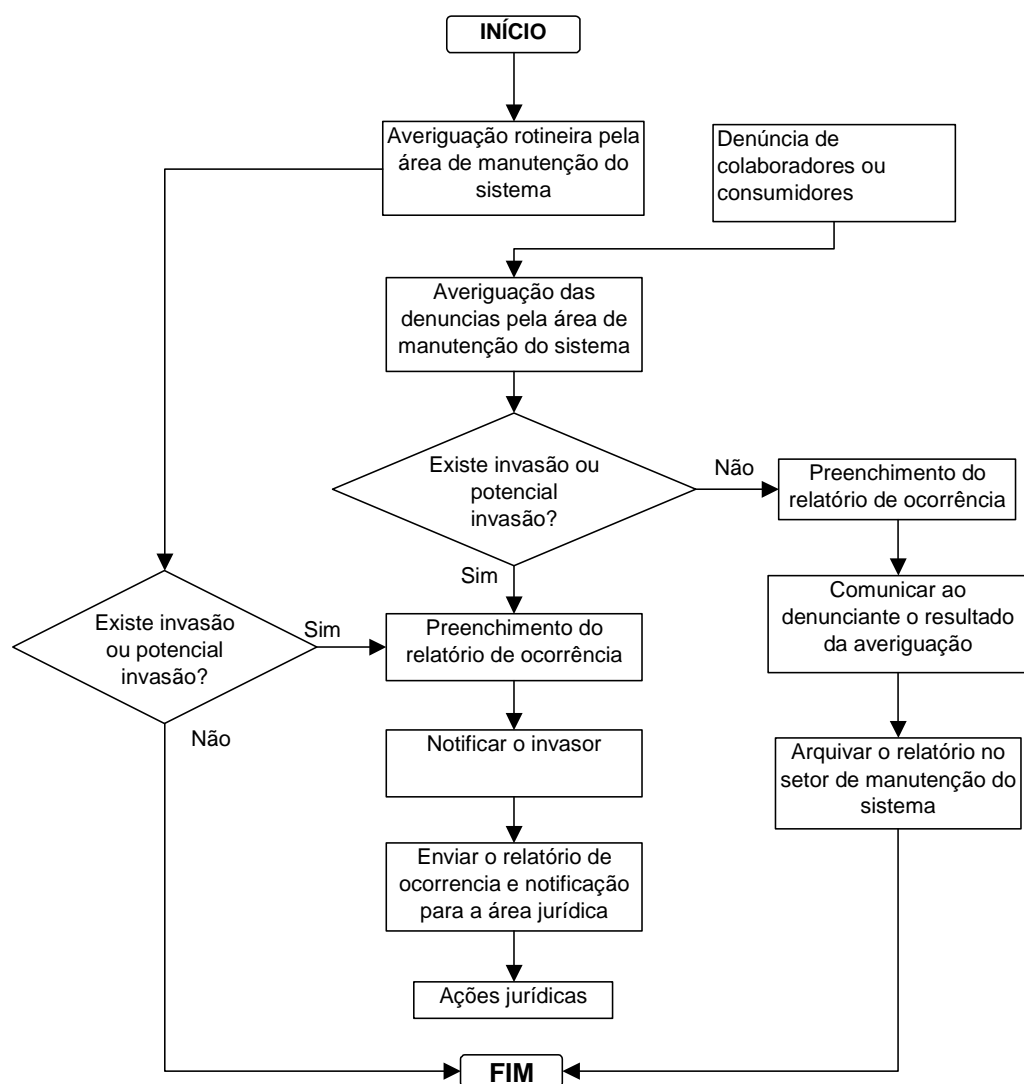 INÍCIO
Averiguação rotineira pela
área de manutenção do
sistema
Denúncia de
colaboradores ou
consumidores
Averiguação das
denuncias pela área de
manutenção do sistema
Existe invasão ou
potencial
invasão?
Não
Preenchimento do
relatório de ocorrência
Sim
Comunicar ao
denunciante o resultado
da averiguação
Existe invasão
ou potencial
invasão?
Sim
Preenchimento do
relatório de ocorrência
Não
Notificar o invasor
Arquivar o relatório no
setor de manutenção do
sistema
Enviar o relatório de
ocorrencia e notificação
para a área jurídica
Ações jurídicas
FIM